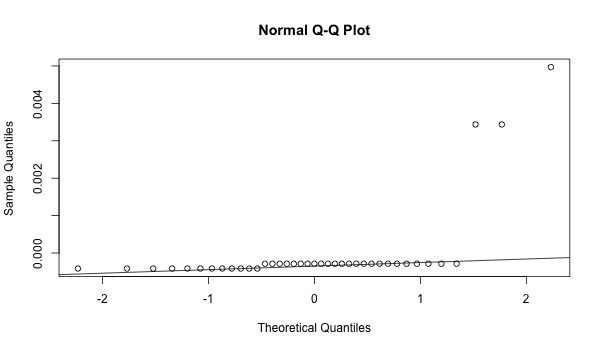 Normal Q-Q Plot
Sample Quantiles
0.004
0.002
0.000
-2 -1 0 1 2
Theoretical Quantiles